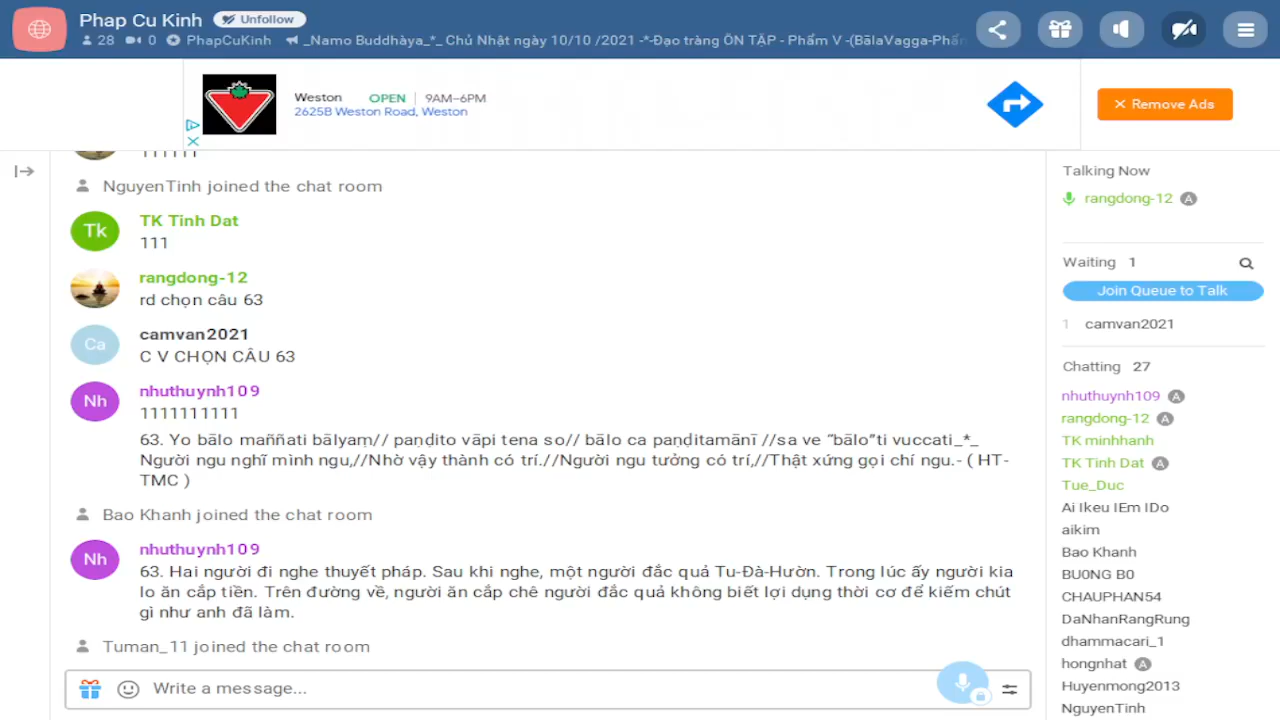 Phap Cu Kinh Unfollow
28 0 PhapCuKinh _Namo Buddhàya_*_ Chủ Nhật ngày 10/10 /2021 -*-Đạo tràng ÔN TẬP - Phẩm V -(BālaVagga-Phẩm
Weston OPEN | 9AM–6PM
2625B Weston Road, Weston
Remove Ads
111111
NguyenTinh joined the chat room
Tk
TK Tinh Dat
111
rangdong-12
rd chọn câu 63
Ca
camvan2021
C V CHỌN CÂU 63
Nh
nhuthuynh109
1111111111
63. Yo bālo maññati bālyaṃ// paṇḍito vāpi tena so// bālo ca paṇḍitamānī //sa ve “bālo”ti vuccati_*_
Người ngu nghĩ mình ngu,//Nhờ vậy thành có trí.//Người ngu tưởng có trí,//Thật xứng gọi chí ngu.- ( HT-
TMC )
Bao Khanh joined the chat room
Nh
nhuthuynh109
63. Hai người đi nghe thuyết pháp. Sau khi nghe, một người đắc quả Tu-Đà-Hườn. Trong lúc ấy người kia
lo ăn cắp tiền. Trên đường về, người ăn cắp chê người đắc quả không biết lợi dụng thời cơ để kiếm chút
gì như anh đã làm.
Tuman_11 joined the chat room
Write a message...
Talking Now
rangdong-12 A
Waiting 1
Join Queue to Talk
1 camvan2021
Chatting 27
nhuthuynh109 A
rangdong-12 A
TK minhhanh
TK Tinh Dat A
Tue_Duc
Ai Ikeu IEm IDo
aikim
Bao Khanh
BU0NG B0
CHAUPHAN54
DaNhanRangRung
dhammacari_1
hongnhat A
Huyenmong2013
NguyenTinh